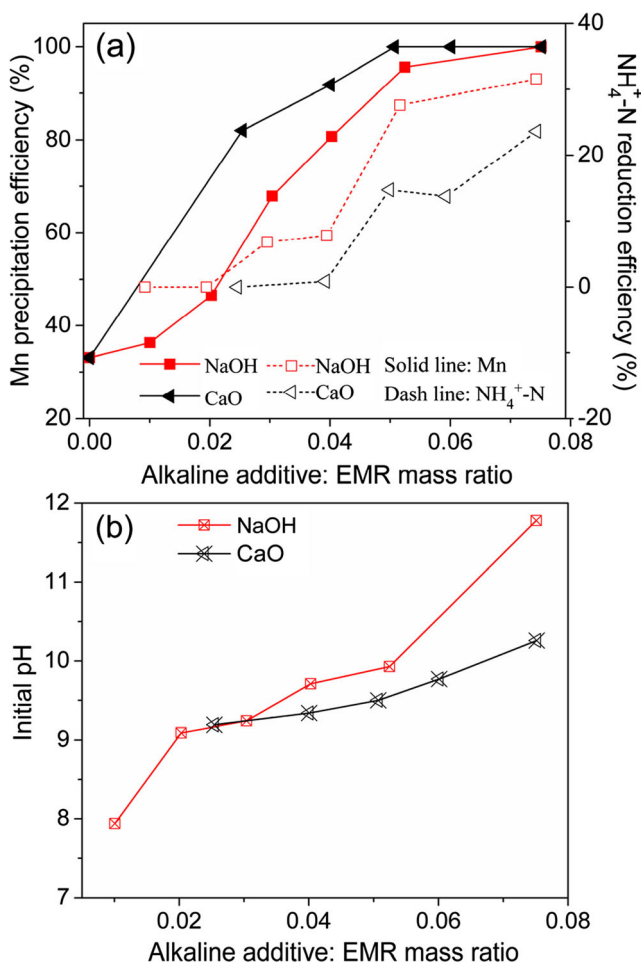 (a)
100
80
60
40
20
Mn precipitation efficiency (%)
40
20
0
-20
NH₄⁺-N reduction efficiency (%)
NaOH NaOH Solid line: Mn
CaO CaO Dash line: NH₄⁺-N
0.00 0.02 0.04 0.06 0.08
Alkaline additive: EMR mass ratio
(b)
NaOH
CaO
12
11
10
9
8
7
Initial pH
0.02 0.04 0.06 0.08
Alkaline additive: EMR mass ratio